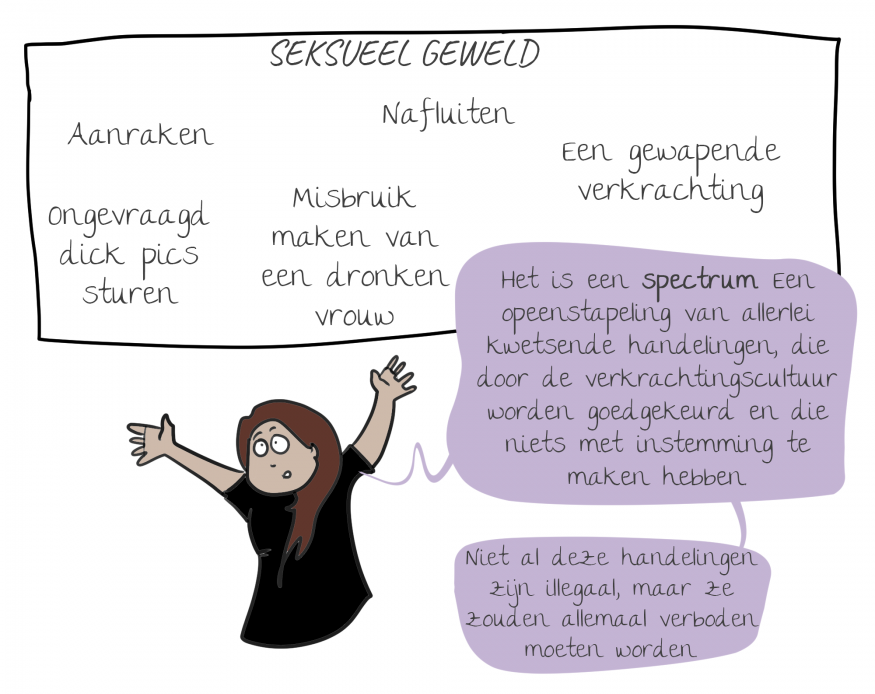 SEKSUEEL GEWELD
Aanraken
Nafluiten
Een gewapende
verkrachting
Ongevraagd
dick pics
sturen
Misbruik
maken van
een dronken
vrouw
Het is een spectrum Een
opeenstapeling van allerlei
kwetsende handelingen, die
door de verkrachtingscultuur
worden goedgekeurd en die
niets met instemming te
maken hebben
Niet al deze handelingen
zijn illegaal, maar ze
zouden allemaal verboden
moeten worden